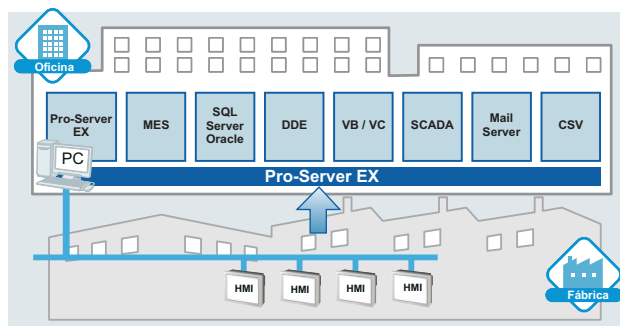 Oficina
Pro-Server
EX
MES
SQL
Server
Oracle
DDE
VB / VC
SCADA
Mail
Server
CSV
PC
Pro-Server EX
HMI
HMI
HMI
HMI
Fábrica